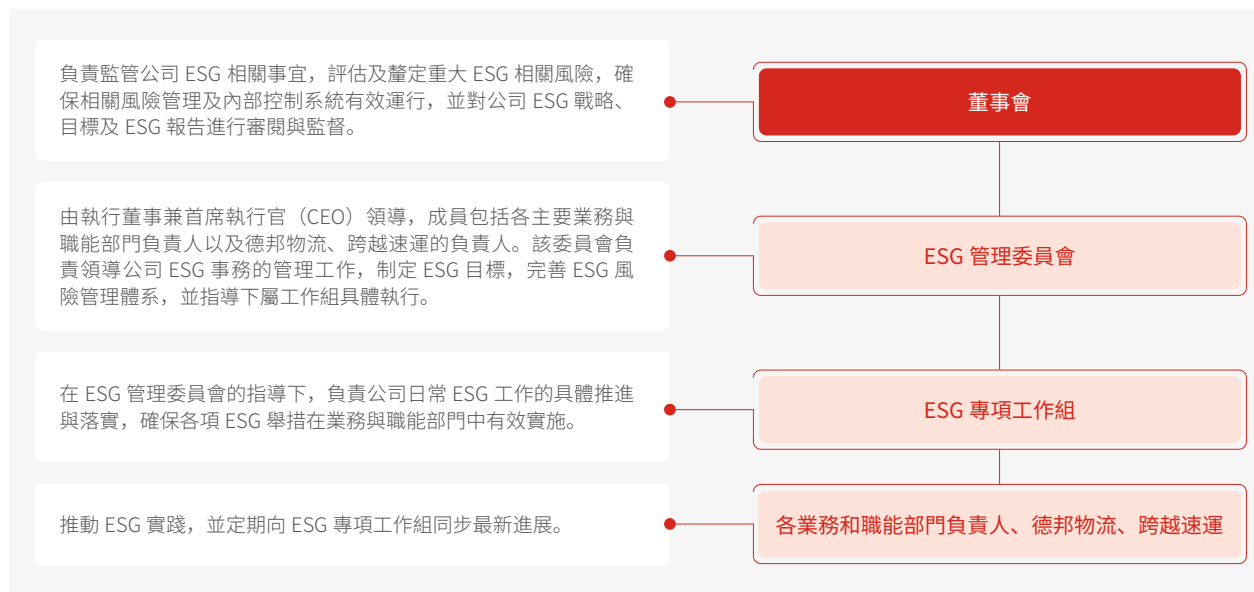 負責監管公司 ESG 相關事宜，評估及釐定重大 ESG 相關風險，確
保相關風險管理及內部控制系統有效運行，並對公司 ESG 戰略、
目標及 ESG 報告進行審閱與監督。
董事會
由執行董事兼首席執行官（CEO）領導，成員包括各主要業務與
職能部門負責人以及德邦物流、跨越速運的負責人。該委員會負
責領導公司 ESG 事務的管理工作，制定 ESG 目標，完善 ESG 風
險管理體系，並指導下屬工作組具體執行。
ESG 管理委員會
在 ESG 管理委員會的指導下，負責公司日常 ESG 工作的具體推進
與落實，確保各項 ESG 舉措在業務與職能部門中有效實施。
ESG 專項工作組
推動 ESG 實踐，並定期向 ESG 專項工作組同步最新進展。
各業務和職能部門負責人、德邦物流、跨越速運